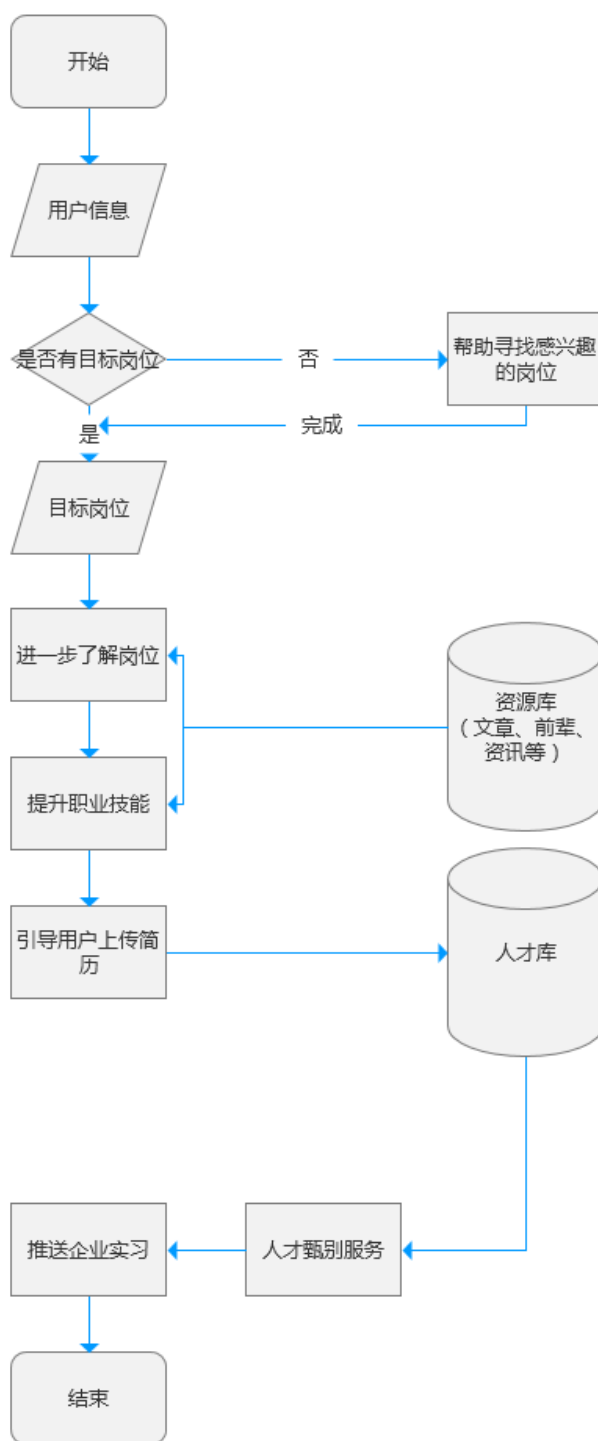 开始
用户信息
是否有目标岗位
否
帮助寻找感兴趣
的岗位
完成
是
目标岗位
进一步了解岗位
资源库
（文章、前辈、
资讯等）
提升职业技能
引导用户上传简
历
人才库
推送企业实习
人才甄别服务
结束